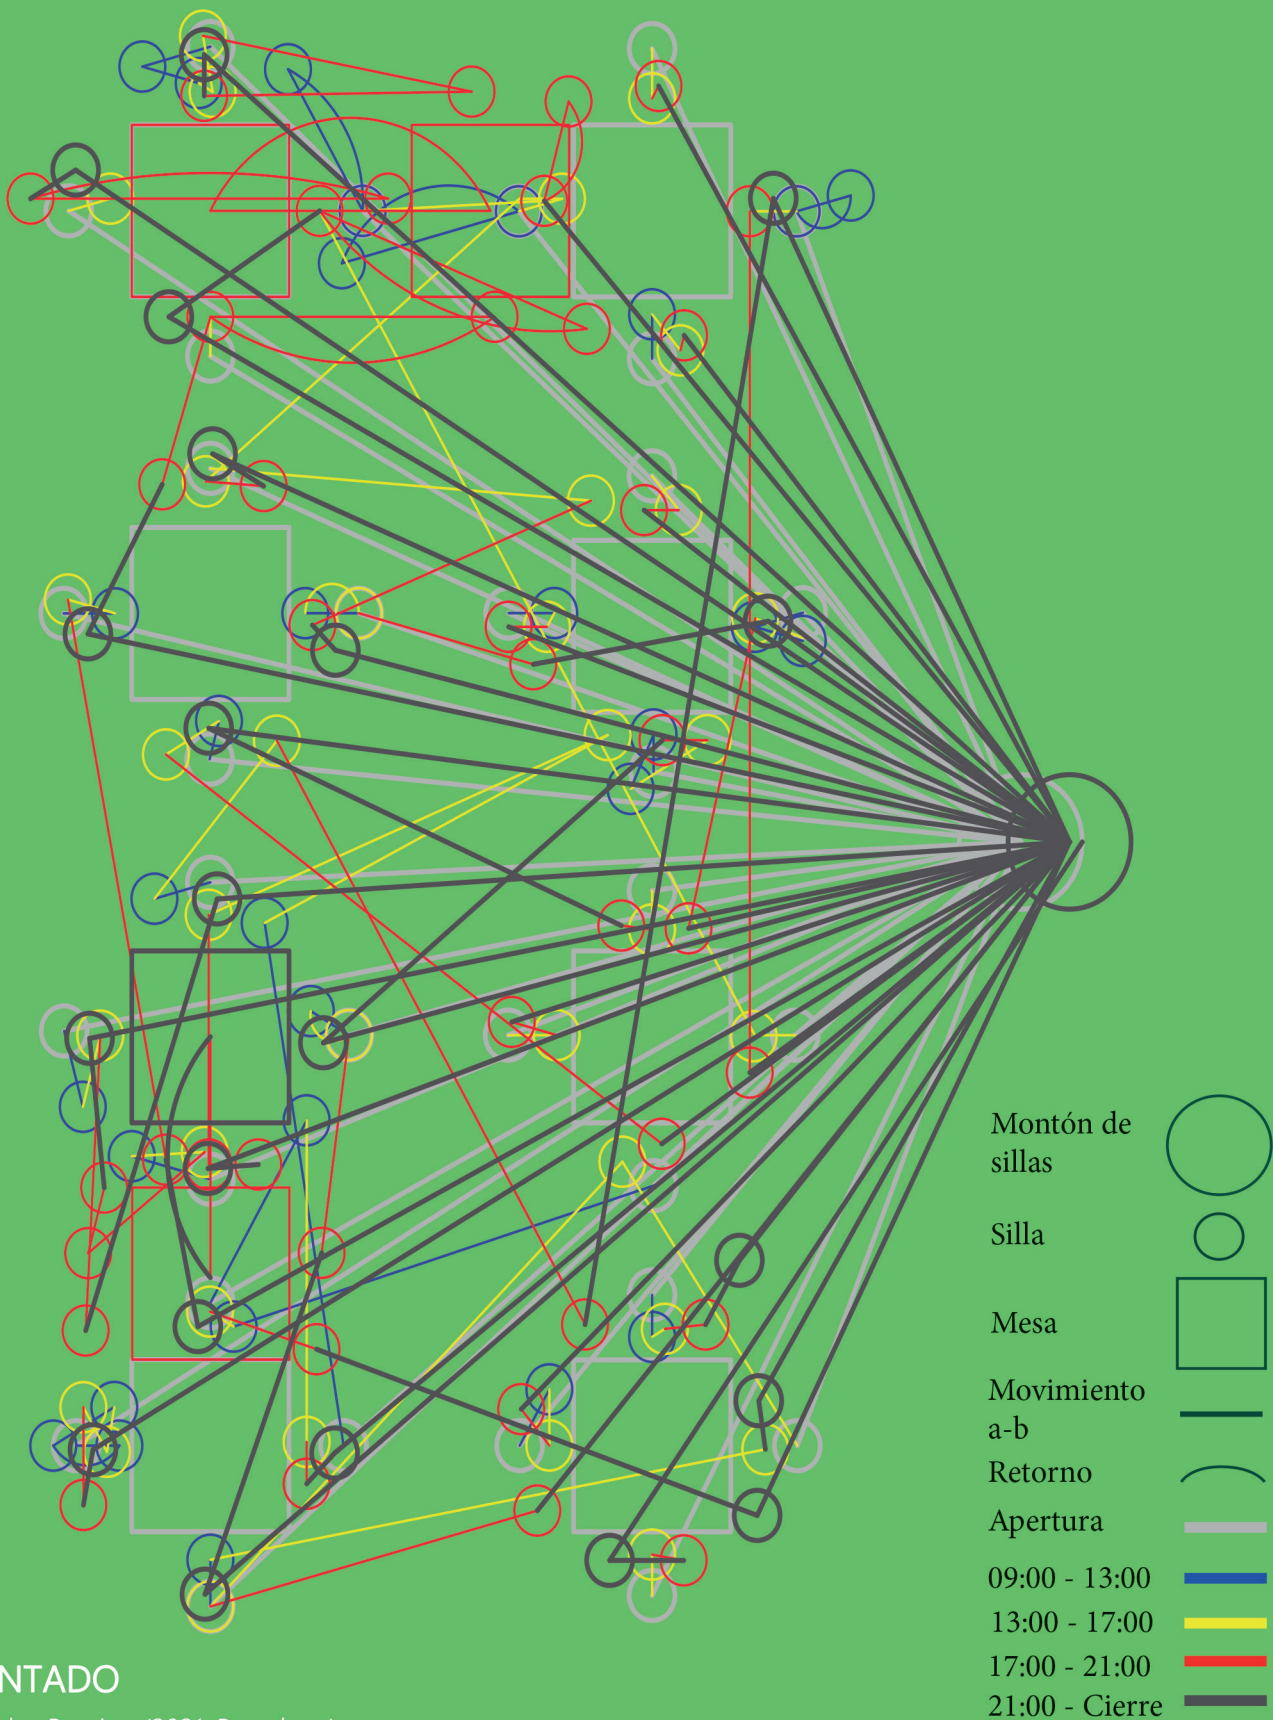 Montón de
sillas
Silla
Mesa
Movimiento
a-b
Retorno
Apertura
09:00 - 13:00
13:00 - 17:00
17:00 - 21:00
21:00 - Cierre
NTADO